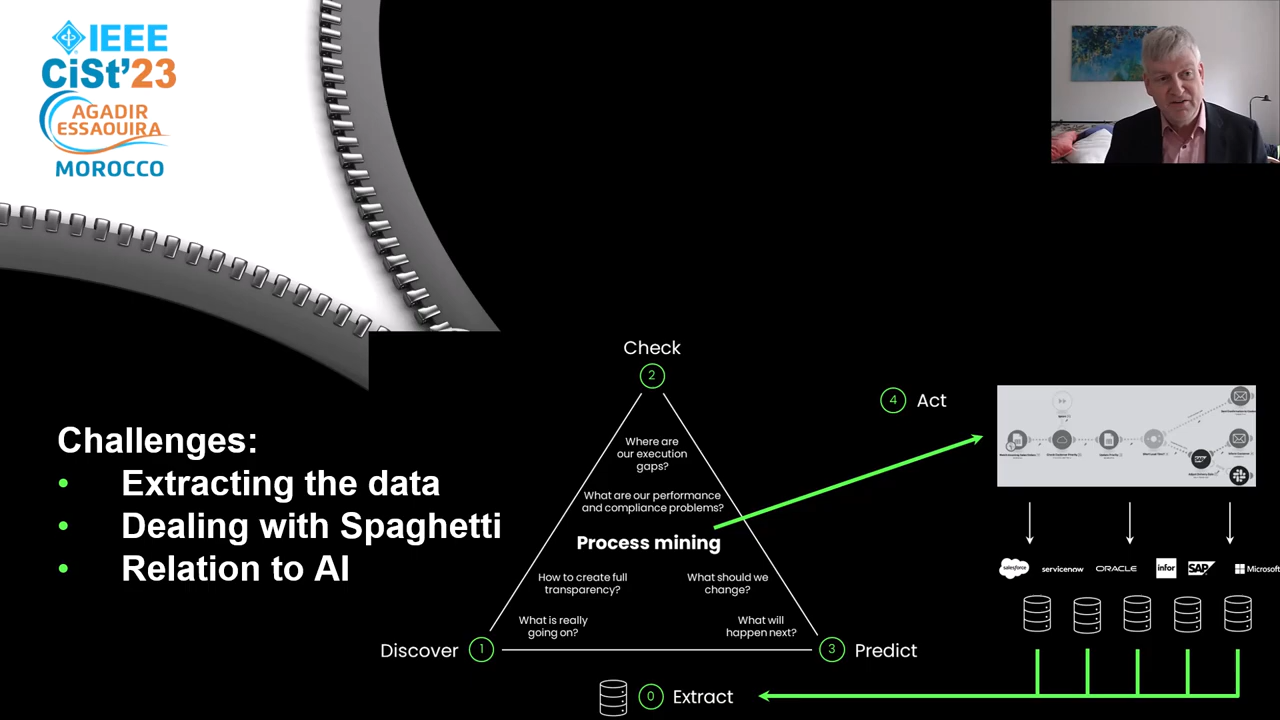 IEEE
CiSt'23
AGADIR
ESSAOUIRA
MOROCCO
Challenges:
• Extracting the data
• Dealing with Spaghetti
• Relation to AI
Check
2
Where are
our execution
gaps?
What are our performance
and compliance problems?
Process mining
How to create full
transparency?
What is really
going on?
What should we
change?
What will
happen next?
Discover 1
3 Predict
0 Extract
4 Act
salesforce servicenow ORACLE infor SAP Microsoft